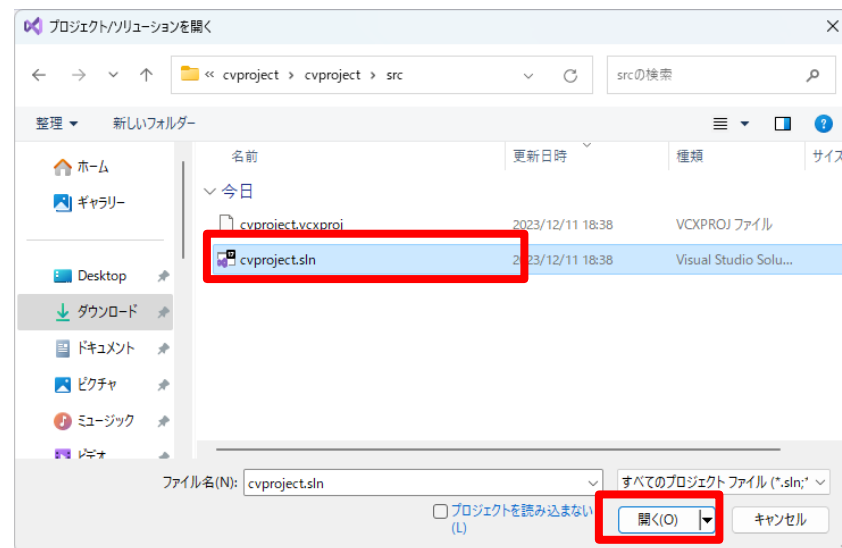 プロジェクト/ソリューションを開く
« cvproject > cvproject > src
srcの検索
整理
新しいフォルダー
名前
更新日時
種類
サイズ
ホーム
ギャラリー
Desktop
ダウンロード
ドキュメント
ピクチャ
ミュージック
ビデオ
今日
cvproject.vcxproj
2023/12/11 18:38
VCXPROJ ファイル
cvproject.sln
2023/12/11 18:38
Visual Studio Solu...
ファイル名(N):
cvproject.sln
すべてのプロジェクト ファイル (*.sln;*
プロジェクトを読み込まない
(L)
開く(O)
キャンセル